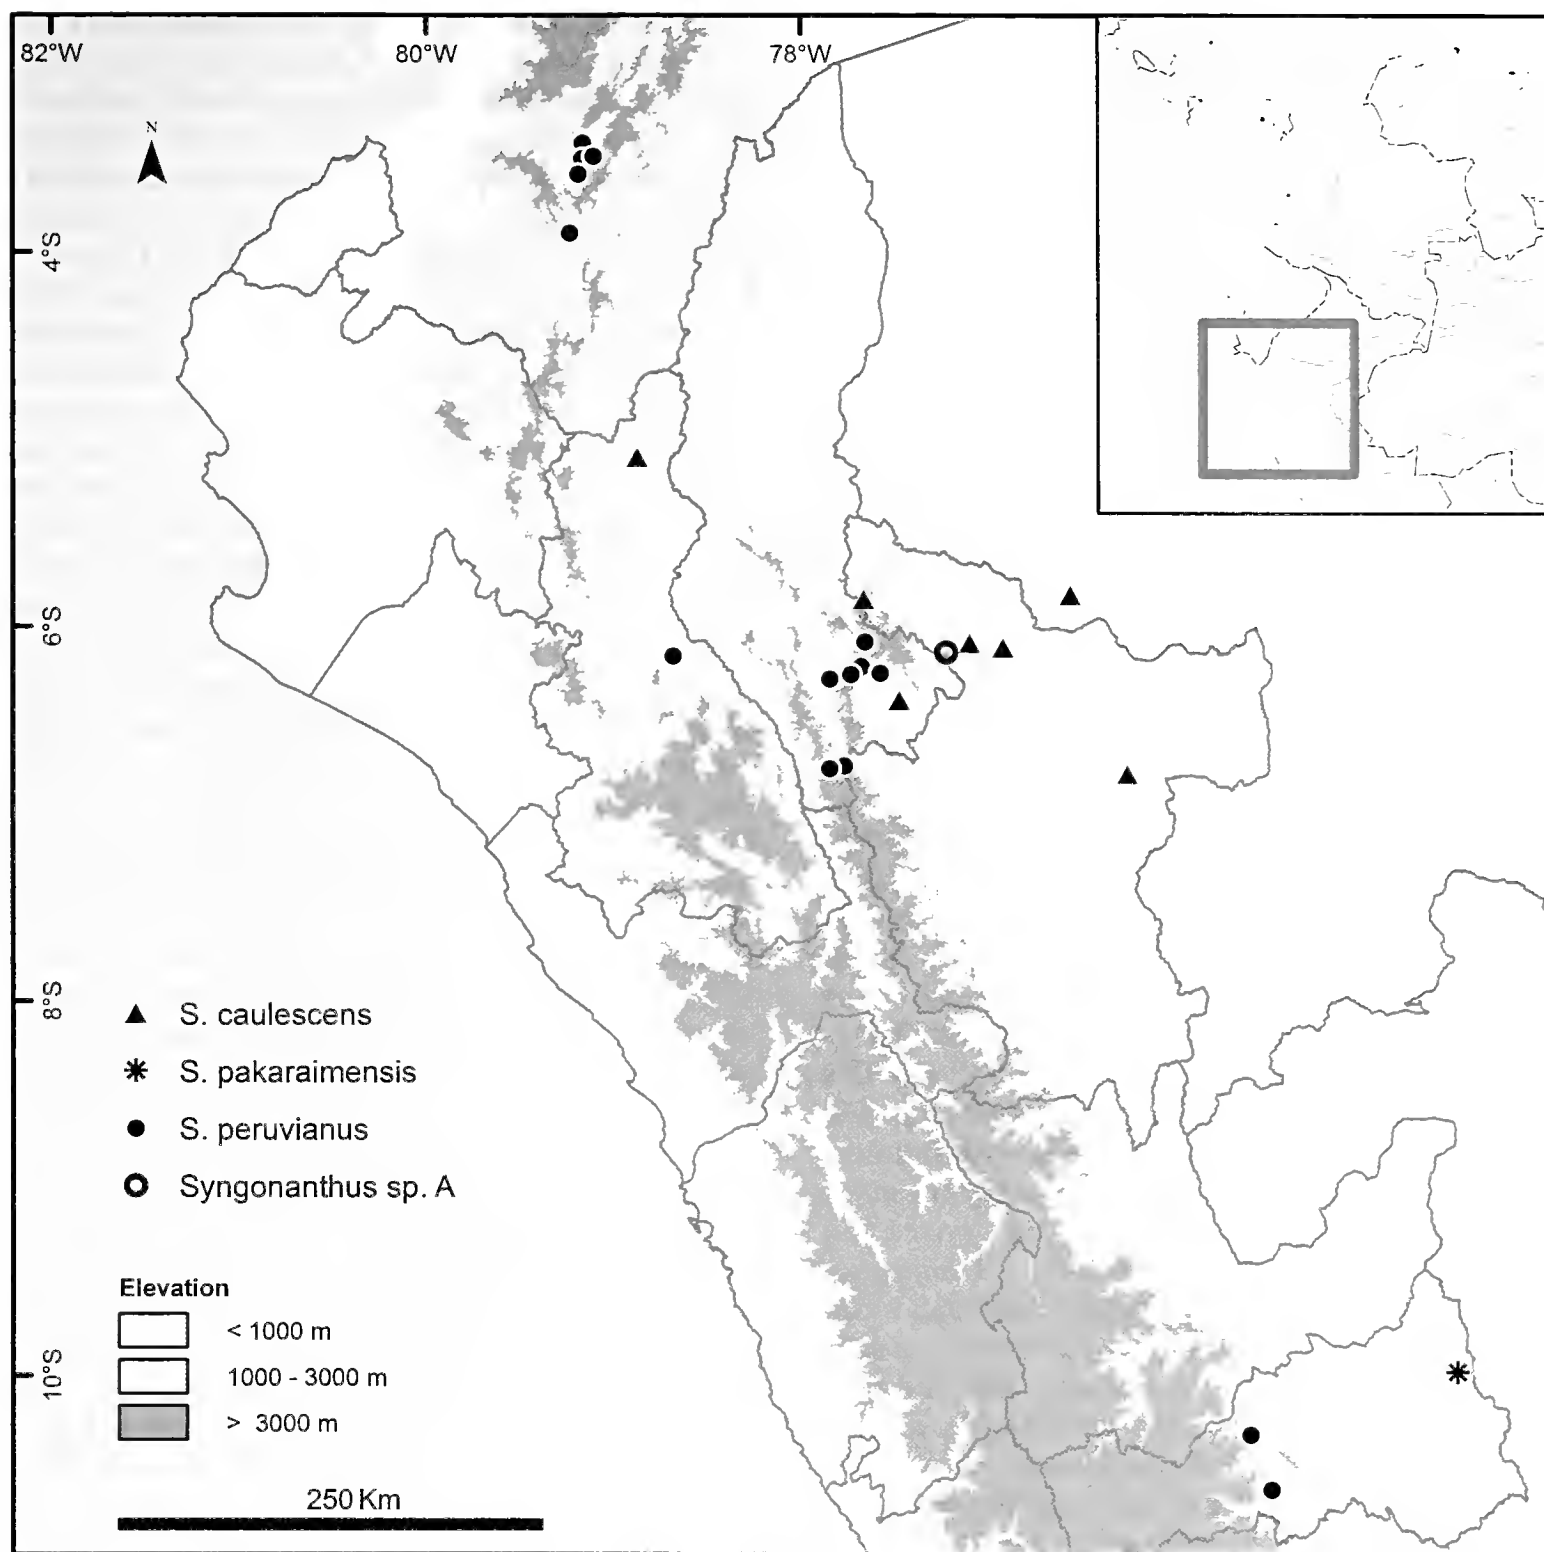 82°W
80°W
78°W
N
4°S
6°S
8°S
10°S
S. caulescens
S. pakaraimensis
S. peruvianus
Syngonanthus sp. A
Elevation
< 1000 m
1000 - 3000 m
> 3000 m
250 Km